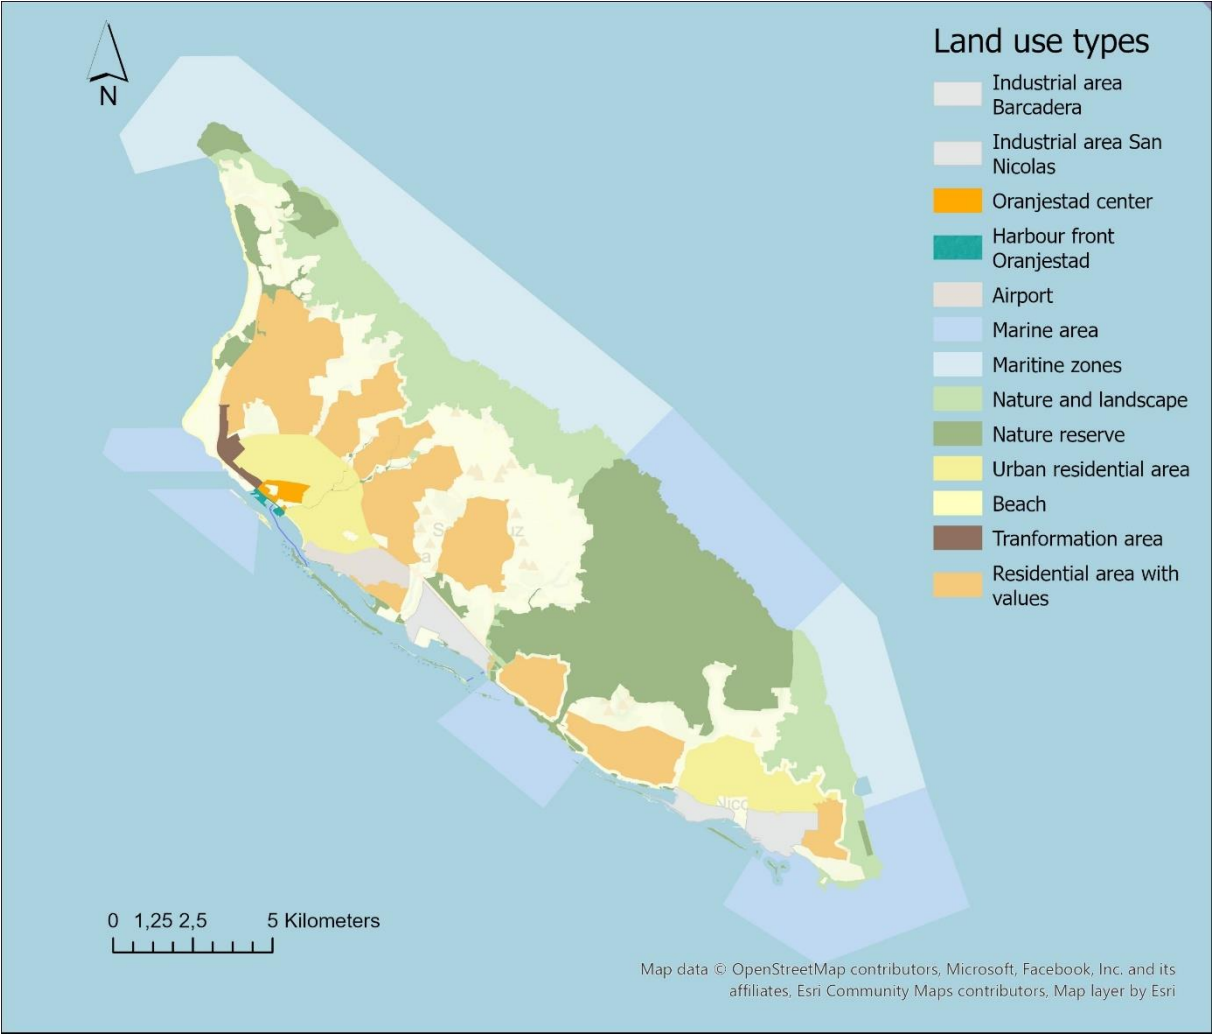 N
Land use types
Industrial area
Barcadera
Industrial area San
Nicolas
Oranjestad center
Harbour front
Oranjestad
Airport
Marine area
Maritine zones
Nature and landscape
Nature reserve
Urban residential area
Beach
Tranformation area
Residential area with
values
0 1,25 2,5 5 Kilometers
Map data © OpenStreetMap contributors, Microsoft, Facebook, Inc. and its
affiliates, Esri Community Maps contributors, Map layer by Esri